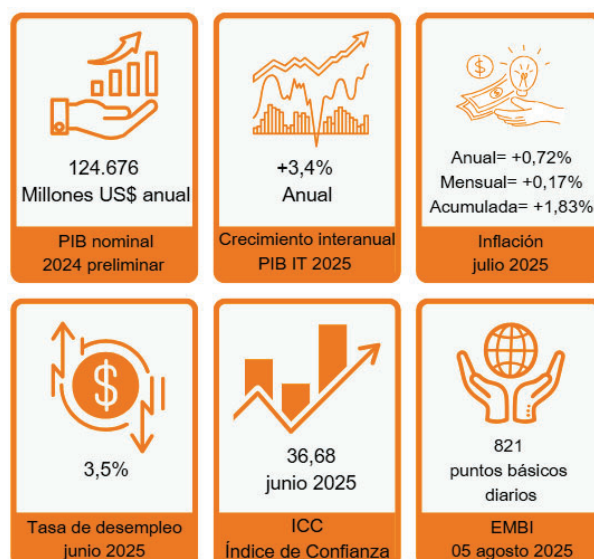 124.676
Millones US$ anual
PIB nominal
2024 preliminar
+3,4%
Anual
Crecimiento interanual
PIB IT 2025
$
$
Anual= +0,72%
Mensual= +0,17%
Acumulada= +1,83%
Inflación
julio 2025
$
3,5%
Tasa de desempleo
junio 2025
36,68
junio 2025
ICC
Índice de Confianza
821
puntos básicos
diarios
EMBI
05 agosto 2025